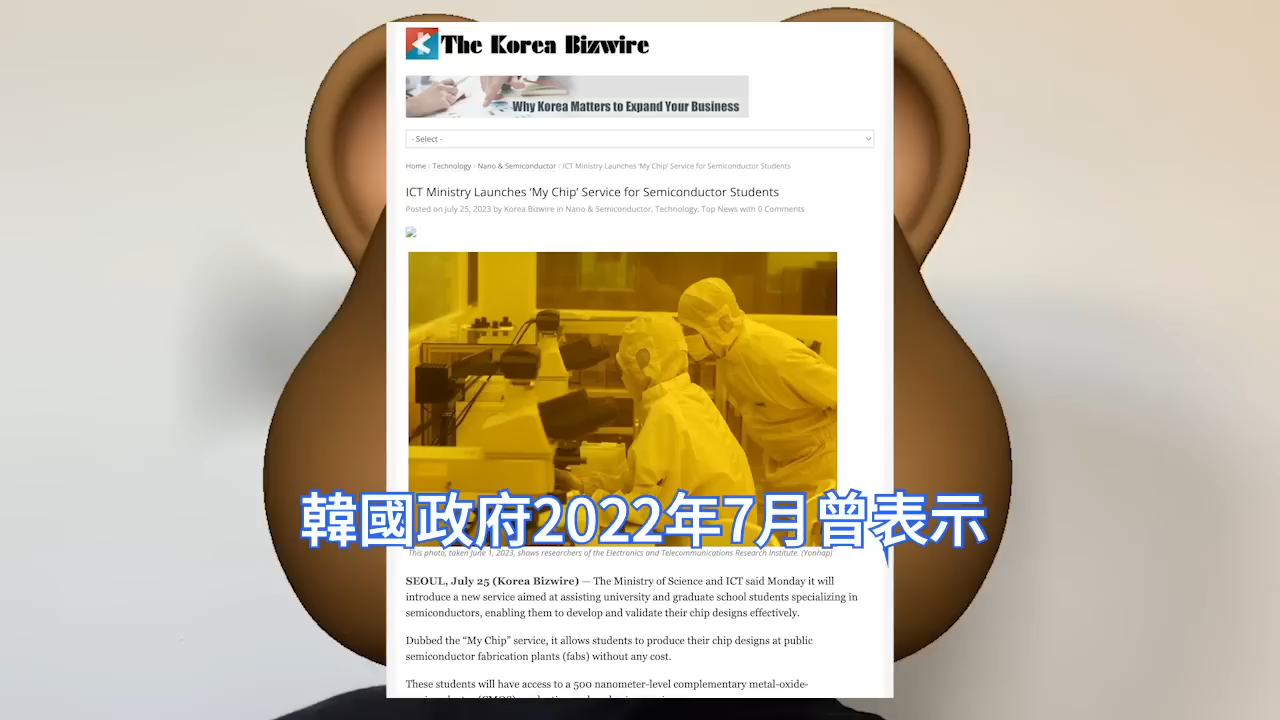 The Korea Bizwire
Why Korea Matters to Expand Your Business
- Select -
Home / Technology / Nano & Semiconductor / ICT Ministry Launches ‘My Chip’ Service for Semiconductor Students
ICT Ministry Launches ‘My Chip’ Service for Semiconductor Students
Posted on July 25, 2023 by Korea Bizwire in Nano & Semiconductor, Technology, Top News with 0 Comments
韓國政府2022年7月曾表示
This photo, taken June 1, 2023, shows researchers of the Electronics and Telecommunications Research Institute. (Yonhap)
SEOUL, July 25 (Korea Bizwire) — The Ministry of Science and ICT said Monday it will
introduce a new service aimed at assisting university and graduate school students specializing in
semiconductors, enabling them to develop and validate their chip designs effectively.
Dubbed the “My Chip” service, it allows students to produce their chip designs at public
semiconductor fabrication plants (fabs) without any cost.
These students will have access to a 500 nanometer-level complementary metal-oxide-